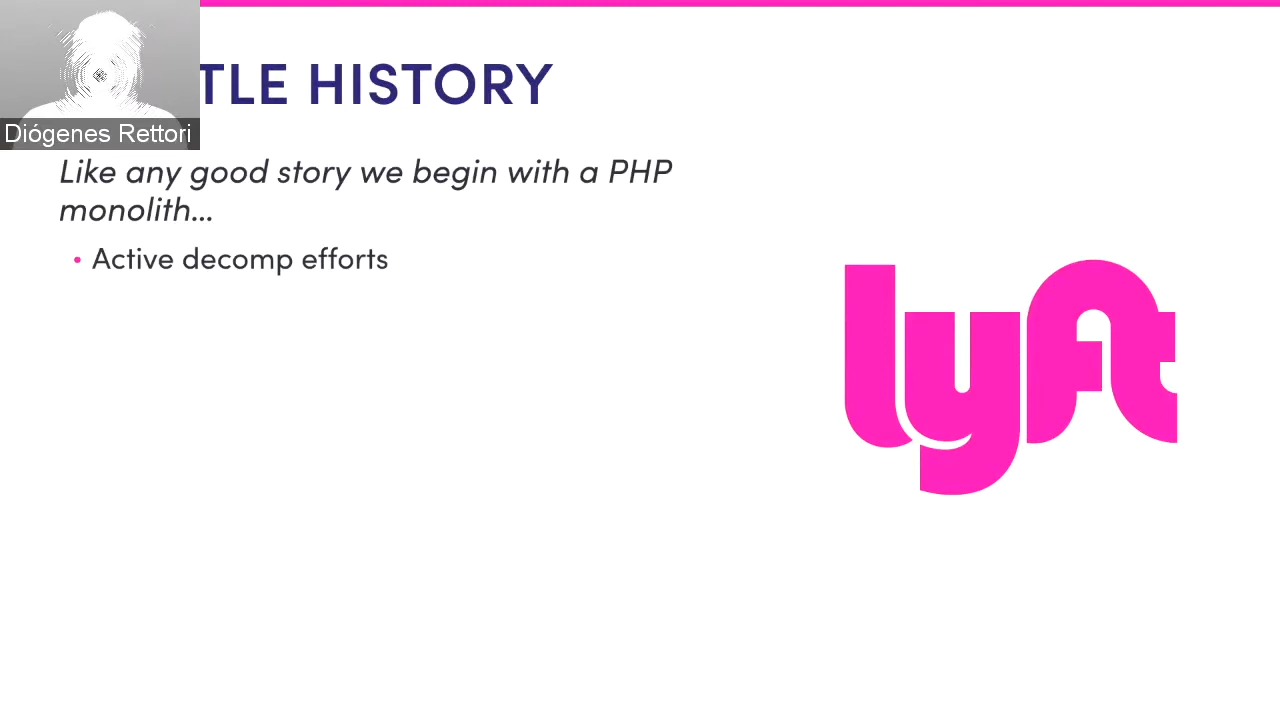 TLE HISTORY
Diógenes Rettori
Like any good story we begin with a PHP
monolith...
• Active decomp efforts
lyft